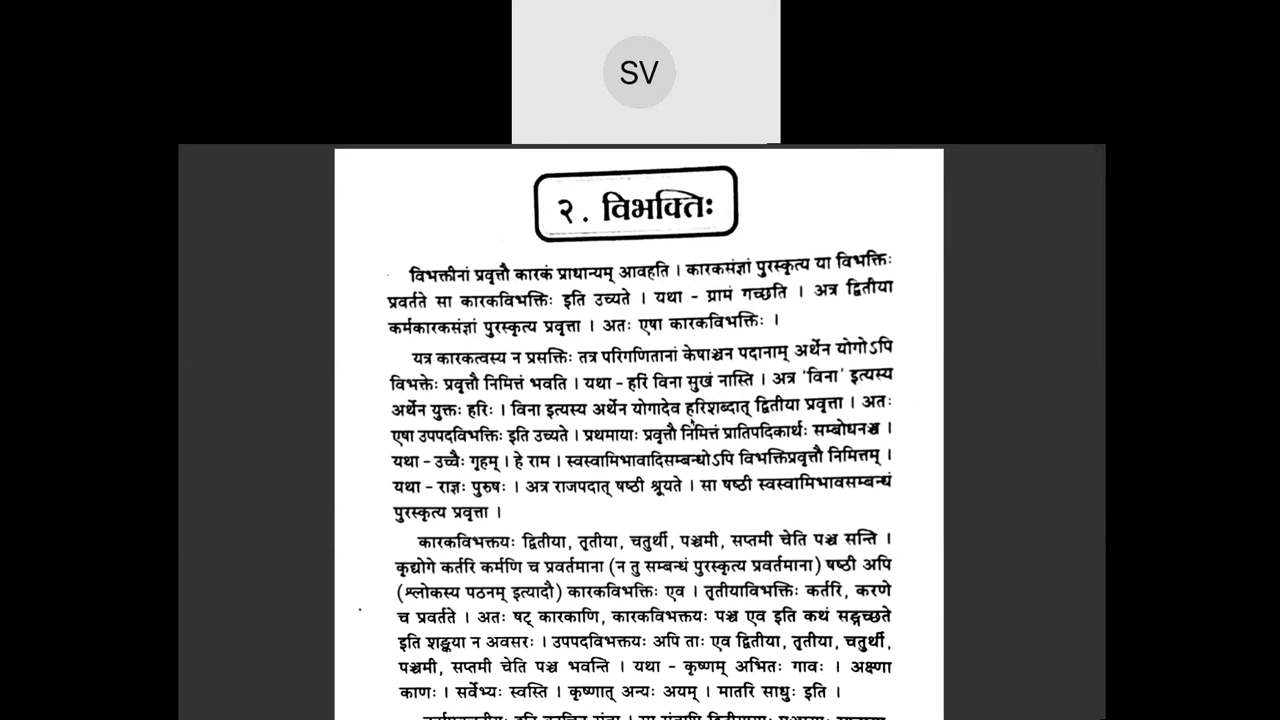 SV
२. विभक्तिः
विभक्तीनां प्रवृत्तौ कारकं प्राधान्यम् आवहति । कारकसंज्ञां पुरस्कृत्य या विभक्तिः
प्रवर्तते सा कारकविभक्तिः इति उच्यते । यथा - ग्रामं गच्छति । अत्र द्वितीया
कर्मकारकसंज्ञां पुरस्कृत्य प्रवृत्ता । अतः एषा कारकविभक्तिः ।
यत्र कारकत्वस्य न प्रसक्तिः तत्र परिगणितानां केषाञ्चन पदानाम् अर्थेन योगोऽपि
विभक्तेः प्रवृत्तौ निमित्तं भवति । यथा - हरिं विना सुखं नास्ति । अत्र 'विना' इत्यस्य
अर्थेन युक्तः हरिः । विना इत्यस्य अर्थेन योगादेव हरिशब्दात् द्वितीया प्रवृत्ता । अतः
एषा उपपदविभक्तिः इति उच्यते । प्रथमायाः प्रवृत्तौ निमित्तं प्रातिपदिकार्थः सम्बोधनञ्च ।
यथा - उच्चैः गृहम् । हे राम । स्वस्वामिभावादिसम्बन्धोऽपि विभक्तिप्रवृत्तौ निमित्तम् ।
यथा - राज्ञः पुरुषः । अत्र राजपदात् षष्ठी श्रूयते । सा षष्ठी स्वस्वामिभावसम्बन्धं
पुरस्कृत्य प्रवृत्ता ।
कारकविभक्तयः द्वितीया, तृतीया, चतुर्थी, पञ्चमी, सप्तमी चेति पञ्च सन्ति ।
कृद्योगे कर्तरि कर्मणि च प्रवर्तमाना (न तु सम्बन्धं पुरस्कृत्य प्रवर्तमाना) षष्ठी अपि
(श्लोकस्य पठनम् इत्यादौ) कारकविभक्तिः एव । तृतीयाविभक्तिः कर्तरि, करणे
च प्रवर्तते । अतः षट् कारकाणि, कारकविभक्तयः पञ्च एव इति कथं सङ्गच्छते
इति शङ्कया न अवसरः । उपपदविभक्तयः अपि ताः एव द्वितीया, तृतीया, चतुर्थी,
पञ्चमी, सप्तमी चेति पञ्च भवन्ति । यथा - कृष्णम् अभितः गावः । अक्ष्णा
काणः । सर्वेभ्यः स्वस्ति । कृष्णात् अन्यः अयम् । मातरि साधुः इति ।